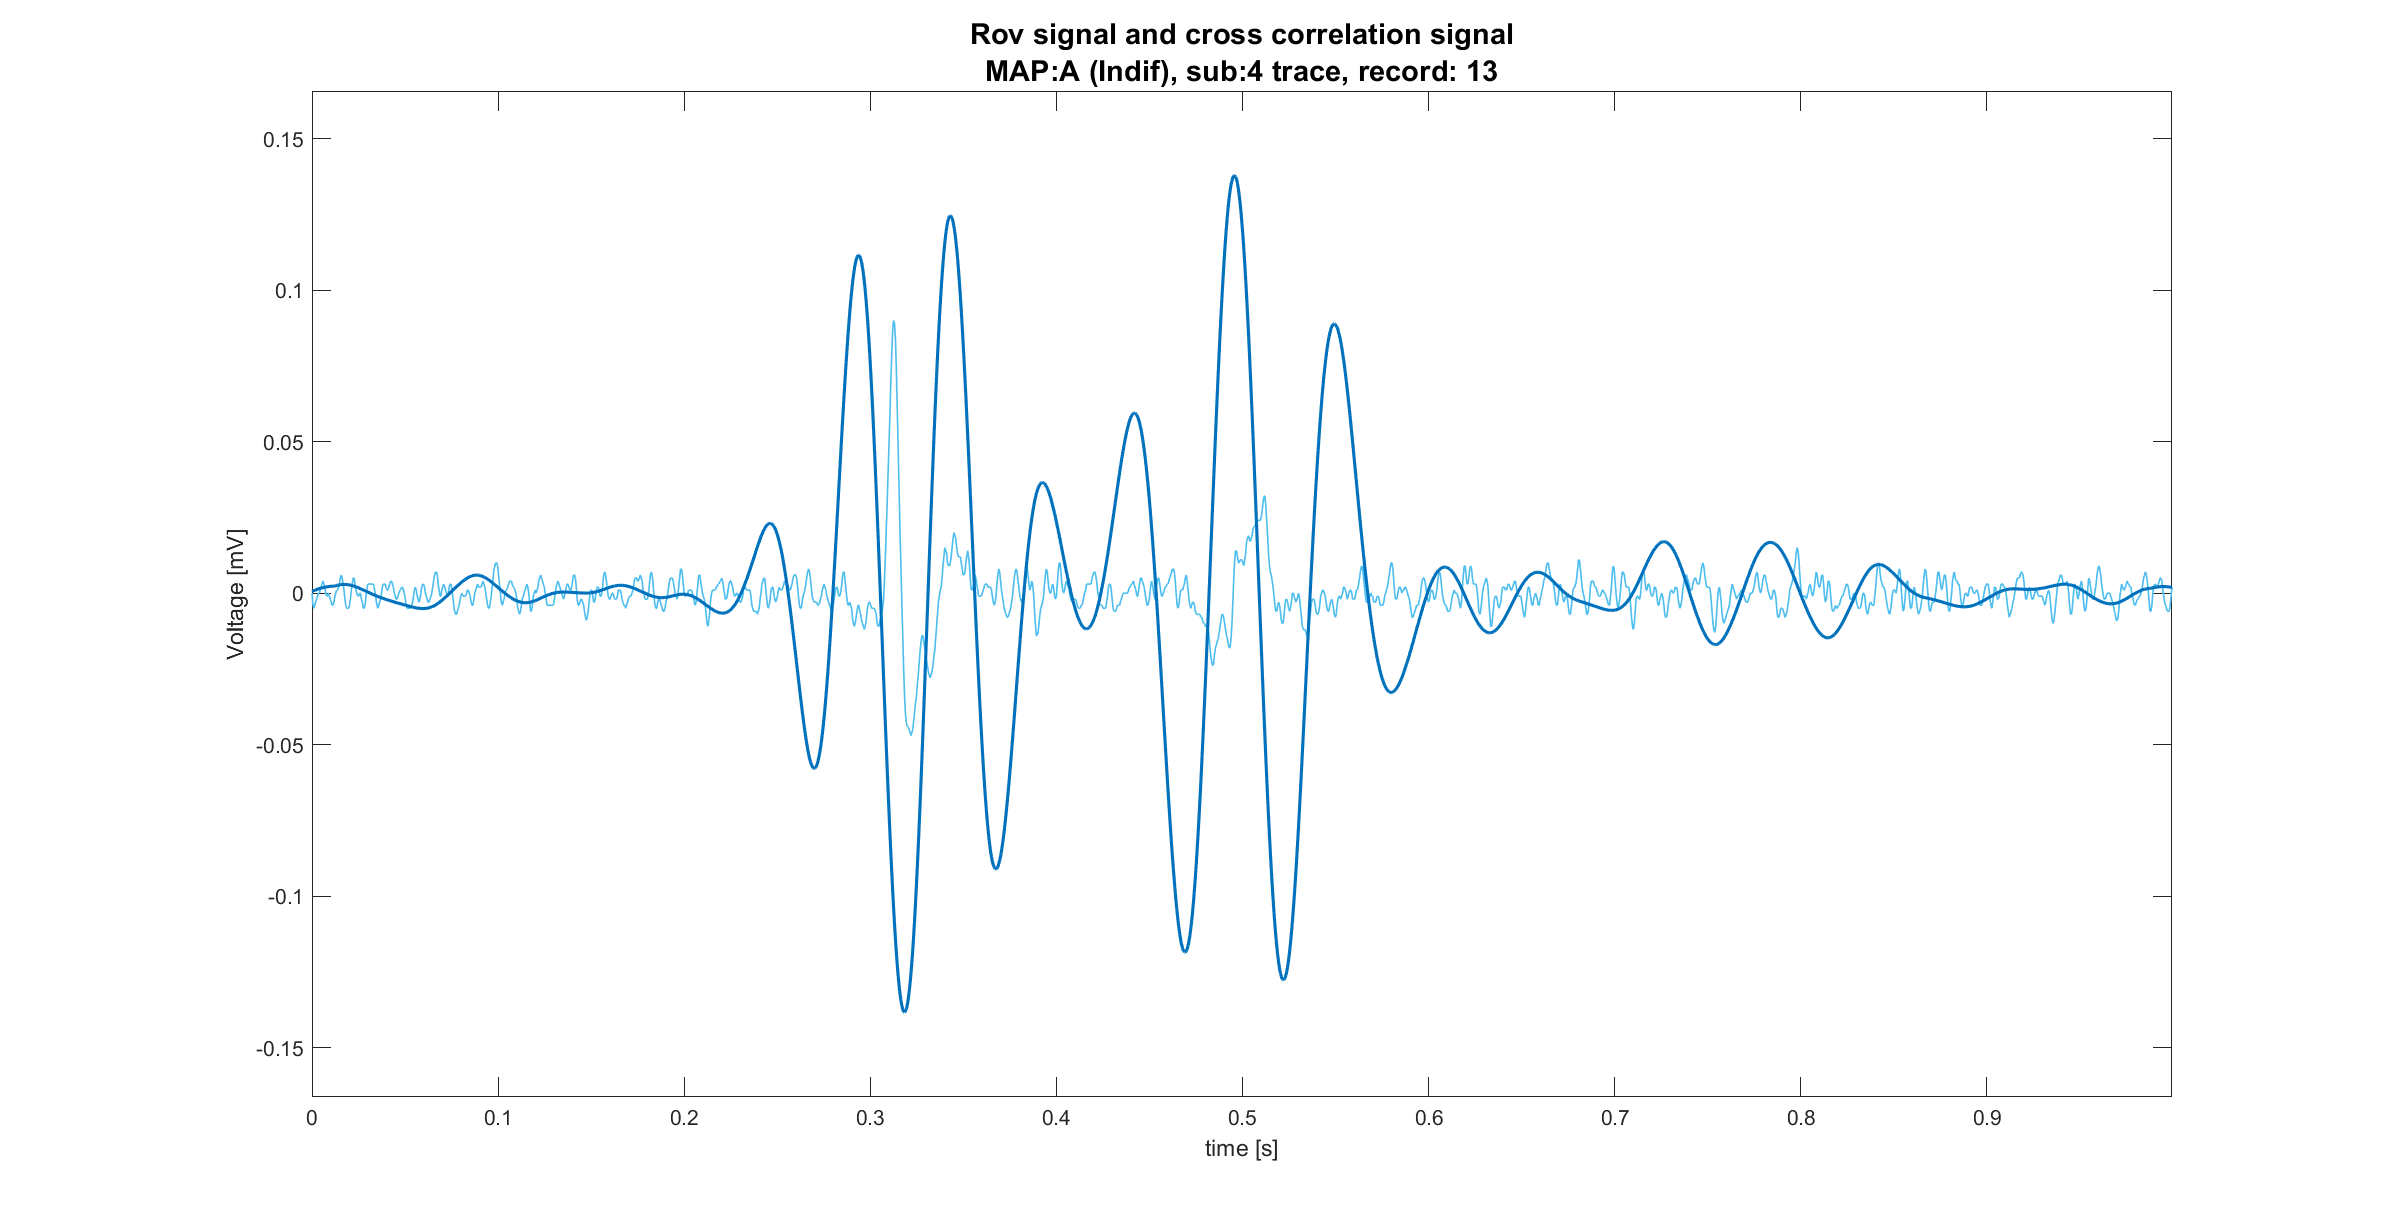 Rov signal and cross correlation signal
MAP:A (Indif), sub:4 trace, record: 13
0.15
0.1
0.05
0
-0.05
-0.1
-0.15
Voltage [mV]
0 0.1 0.2 0.3 0.4 0.5 0.6 0.7 0.8 0.9
time [s]